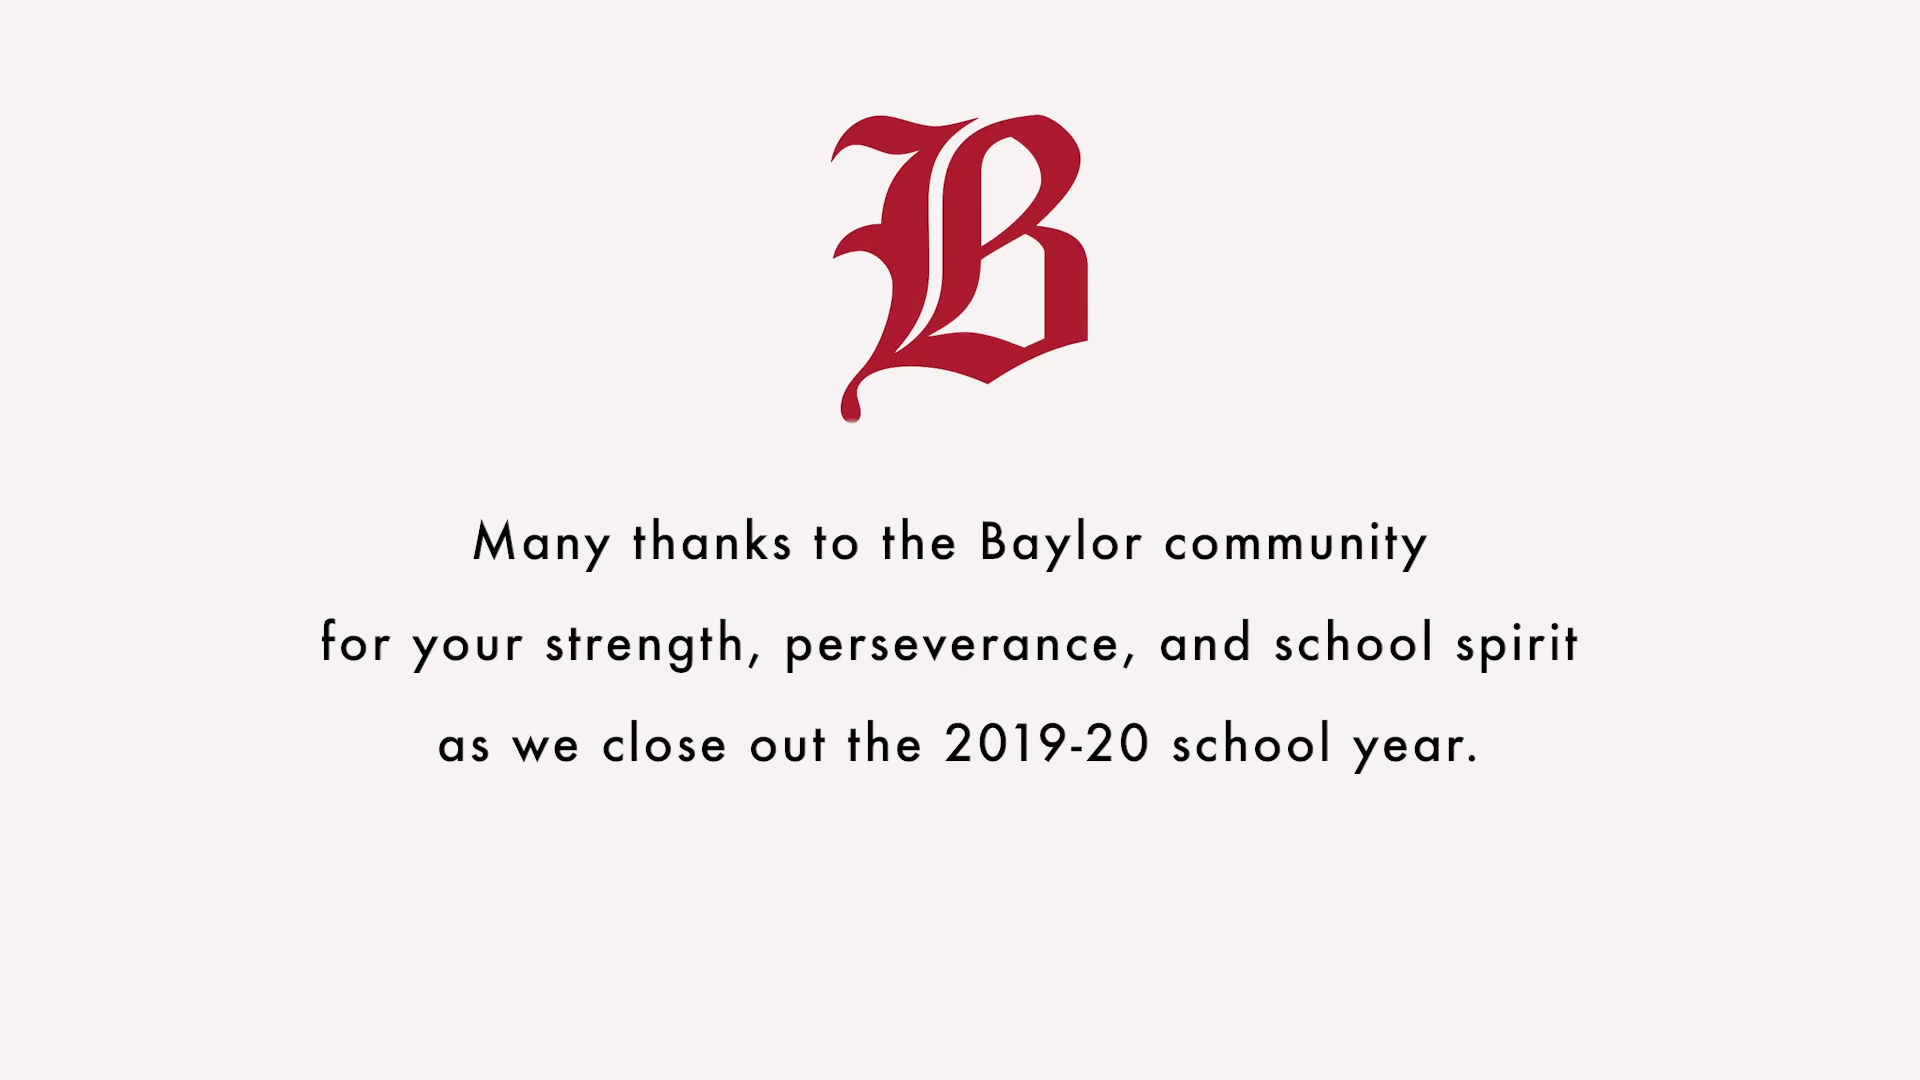 B
Many thanks to the Baylor community
for your strength, perseverance, and school spirit
as we close out the 2019-20 school year.